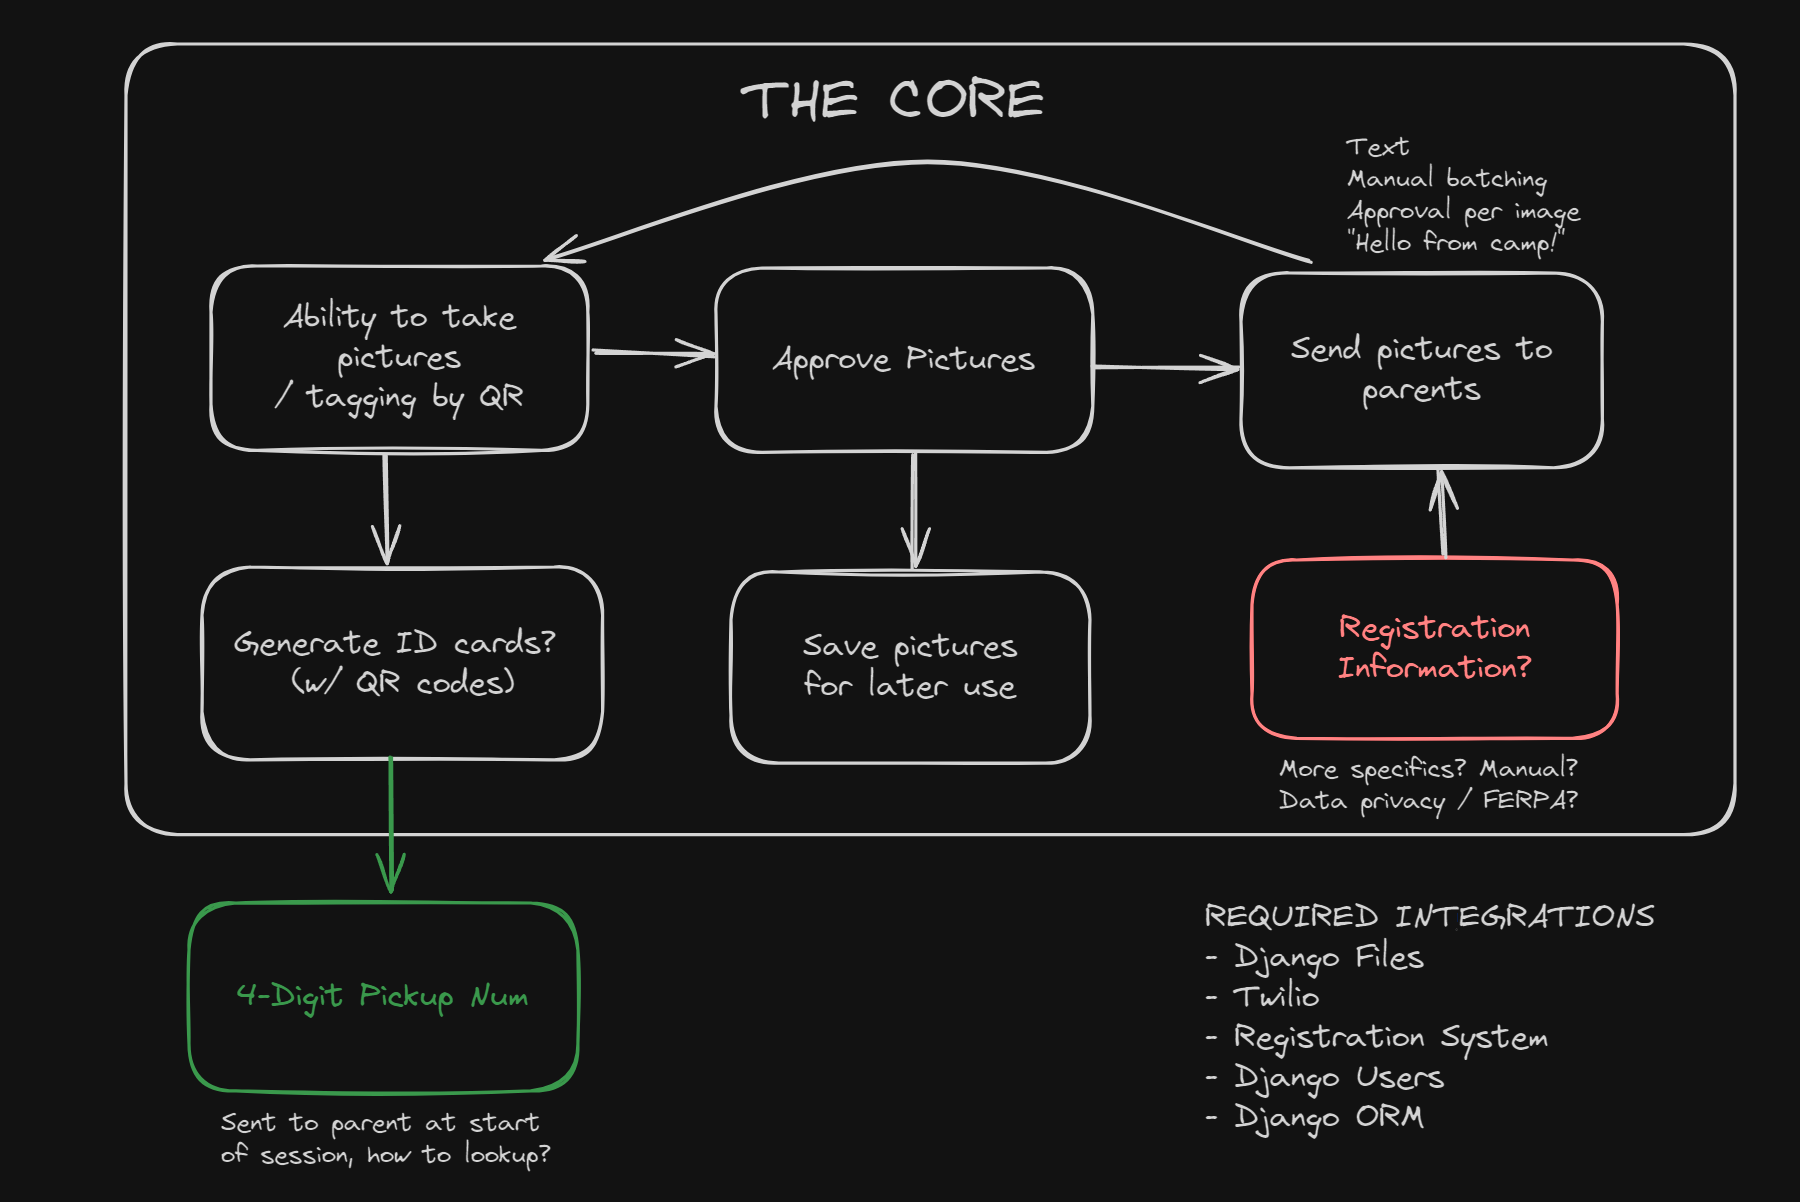 THE CORE
Text
Manual batching
Approval per image
"Hello from camp!"
Ability to take
pictures
/ tagging by QR
Approve Pictures
Send pictures to
parents
Generate ID cards?
(w/ QR codes)
Save pictures
for later use
Registration
Information?
More specifics? Manual?
Data privacy / FERPA?
4-Digit Pickup Num
Sent to parent at start
of session, how to lookup?
REQUIRED INTEGRATIONS
- Django Files
- Twilio
- Registration System
- Django Users
- Django ORM